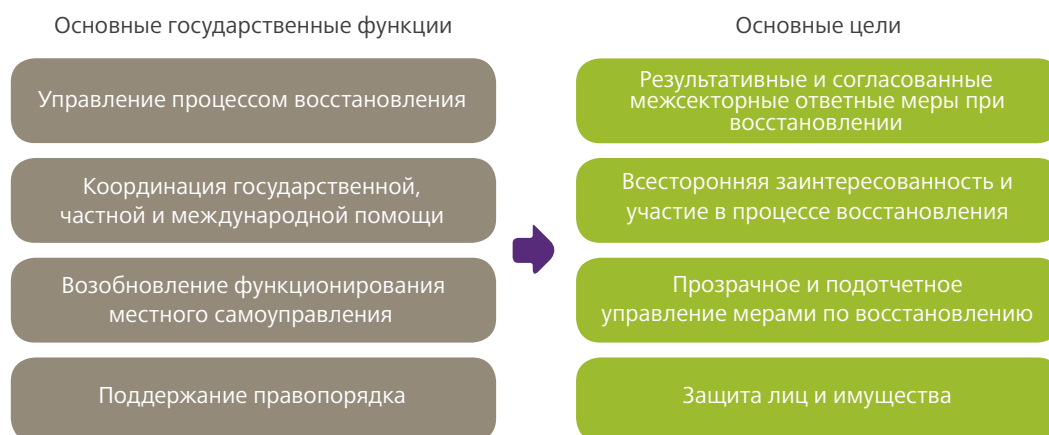 Основные государственные функции
Основные цели
Управление процессом восстановления
Результативные и согласованные
межсекторные ответные меры при
восстановлении
Координация государственной,
частной и международной помощи
Всесторонняя заинтересованность и
участие в процессе восстановления
Возобновление функционирования
местного самоуправления
Прозрачное и подотчетное
управление мерами по восстановлению
Поддержание правопорядка
Защита лиц и имущества